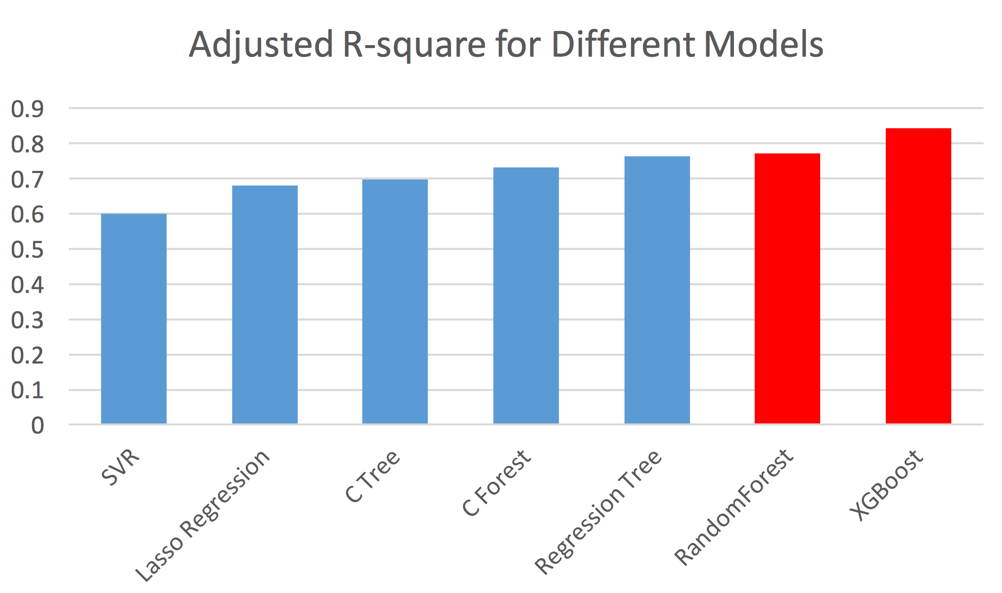 Adjusted R-square for Different Models
0.9
0.8
0.7
0.6
0.5
0.4
0.3
0.2
0.1
0
SVR
Lasso Regression
C Tree
C Forest
Regression Tree
RandomForest
XGBoost